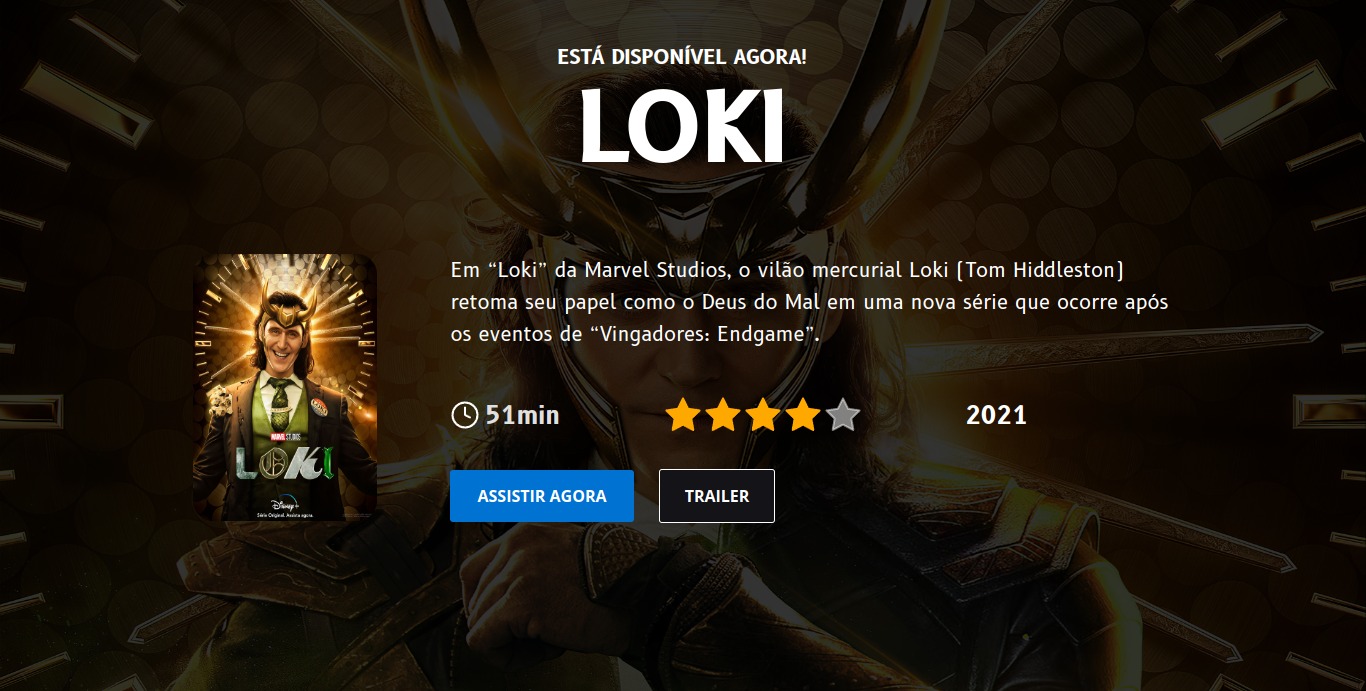 ESTÁ DISPONÍVEL AGORA!
LOKI
Em “Loki” da Marvel Studios, o vilão mercurial Loki (Tom Hiddleston)
retoma seu papel como o Deus do Mal em uma nova série que ocorre após
os eventos de “Vingadores: Endgame”.
51min
2021
ASSISTIR AGORA
TRAILER
MARVEL STUDIOS
LOKI
Disney+
Série Original. Assista agora.